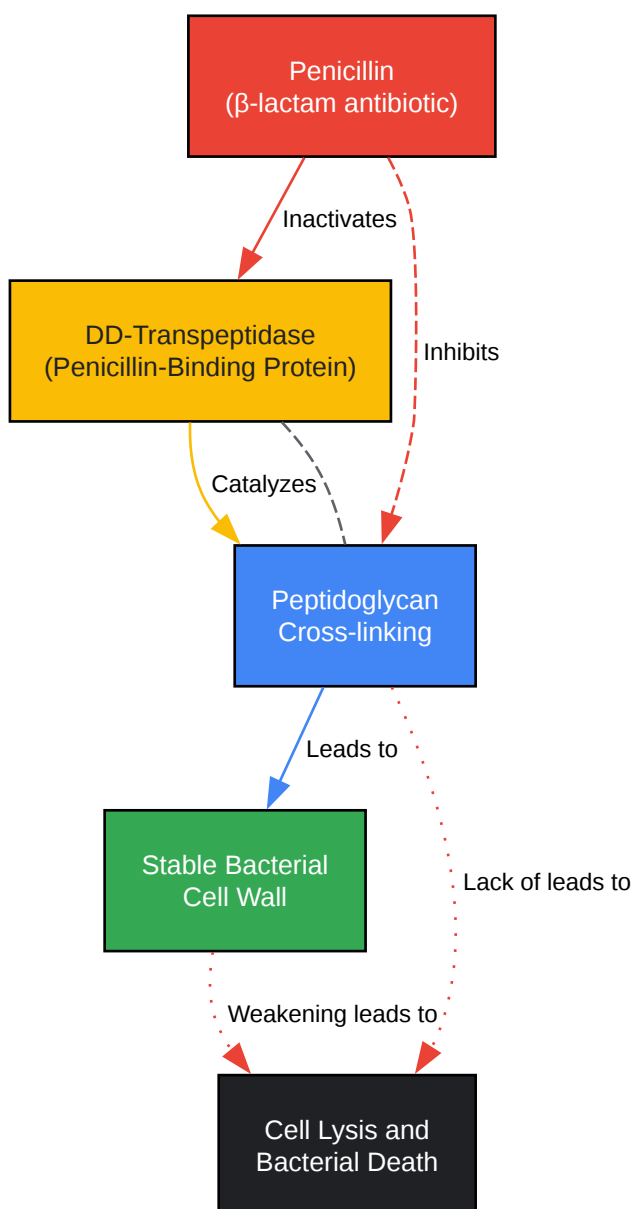 Penicillin
(β-lactam antibiotic)
Inactivates
DD-Transpeptidase
(Penicillin-Binding Protein)
Inhibits
Catalyzes
Peptidoglycan
Cross-linking
Leads to
Stable Bacterial
Cell Wall
Lack of leads to
Weakening leads to
Cell Lysis and
Bacterial Death